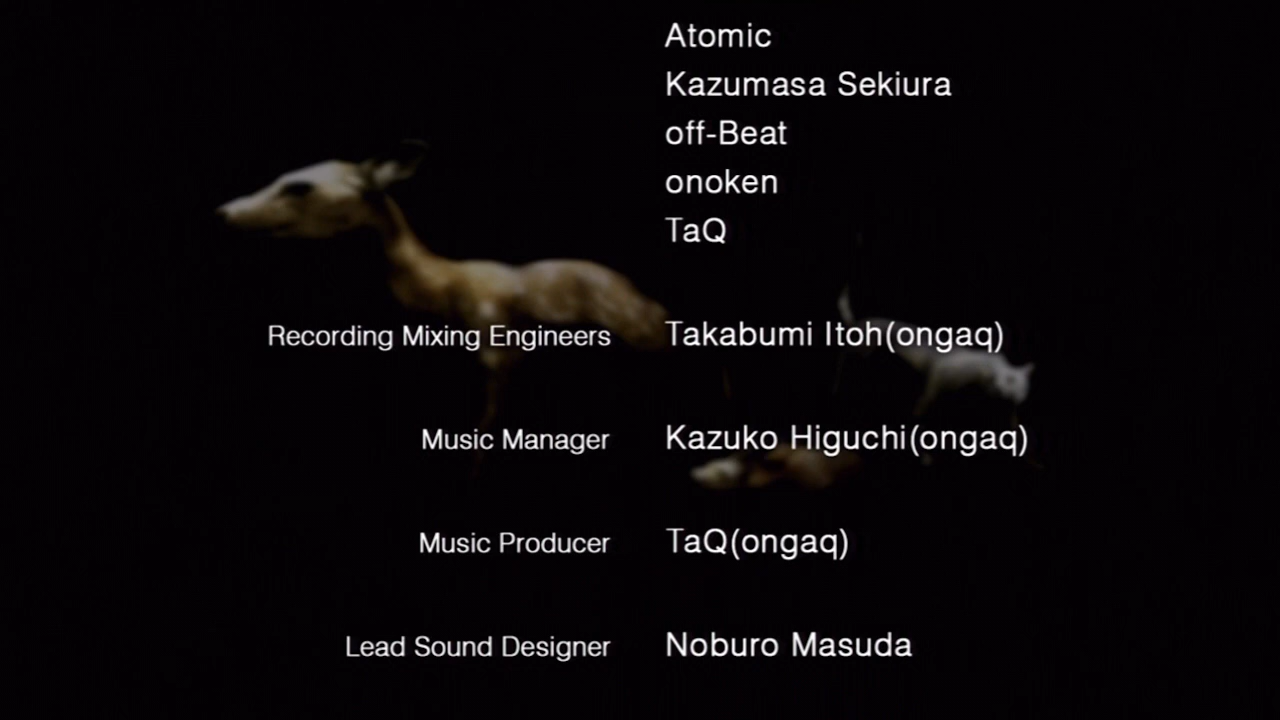 Atomic
Kazumasa Sekiura
off-Beat
onoken
TaQ
Recording Mixing Engineers Takabumi Itoh(ongaq)
Music Manager Kazuko Higuchi(ongaq)
Music Producer TaQ(ongaq)
Lead Sound Designer Noburo Masuda